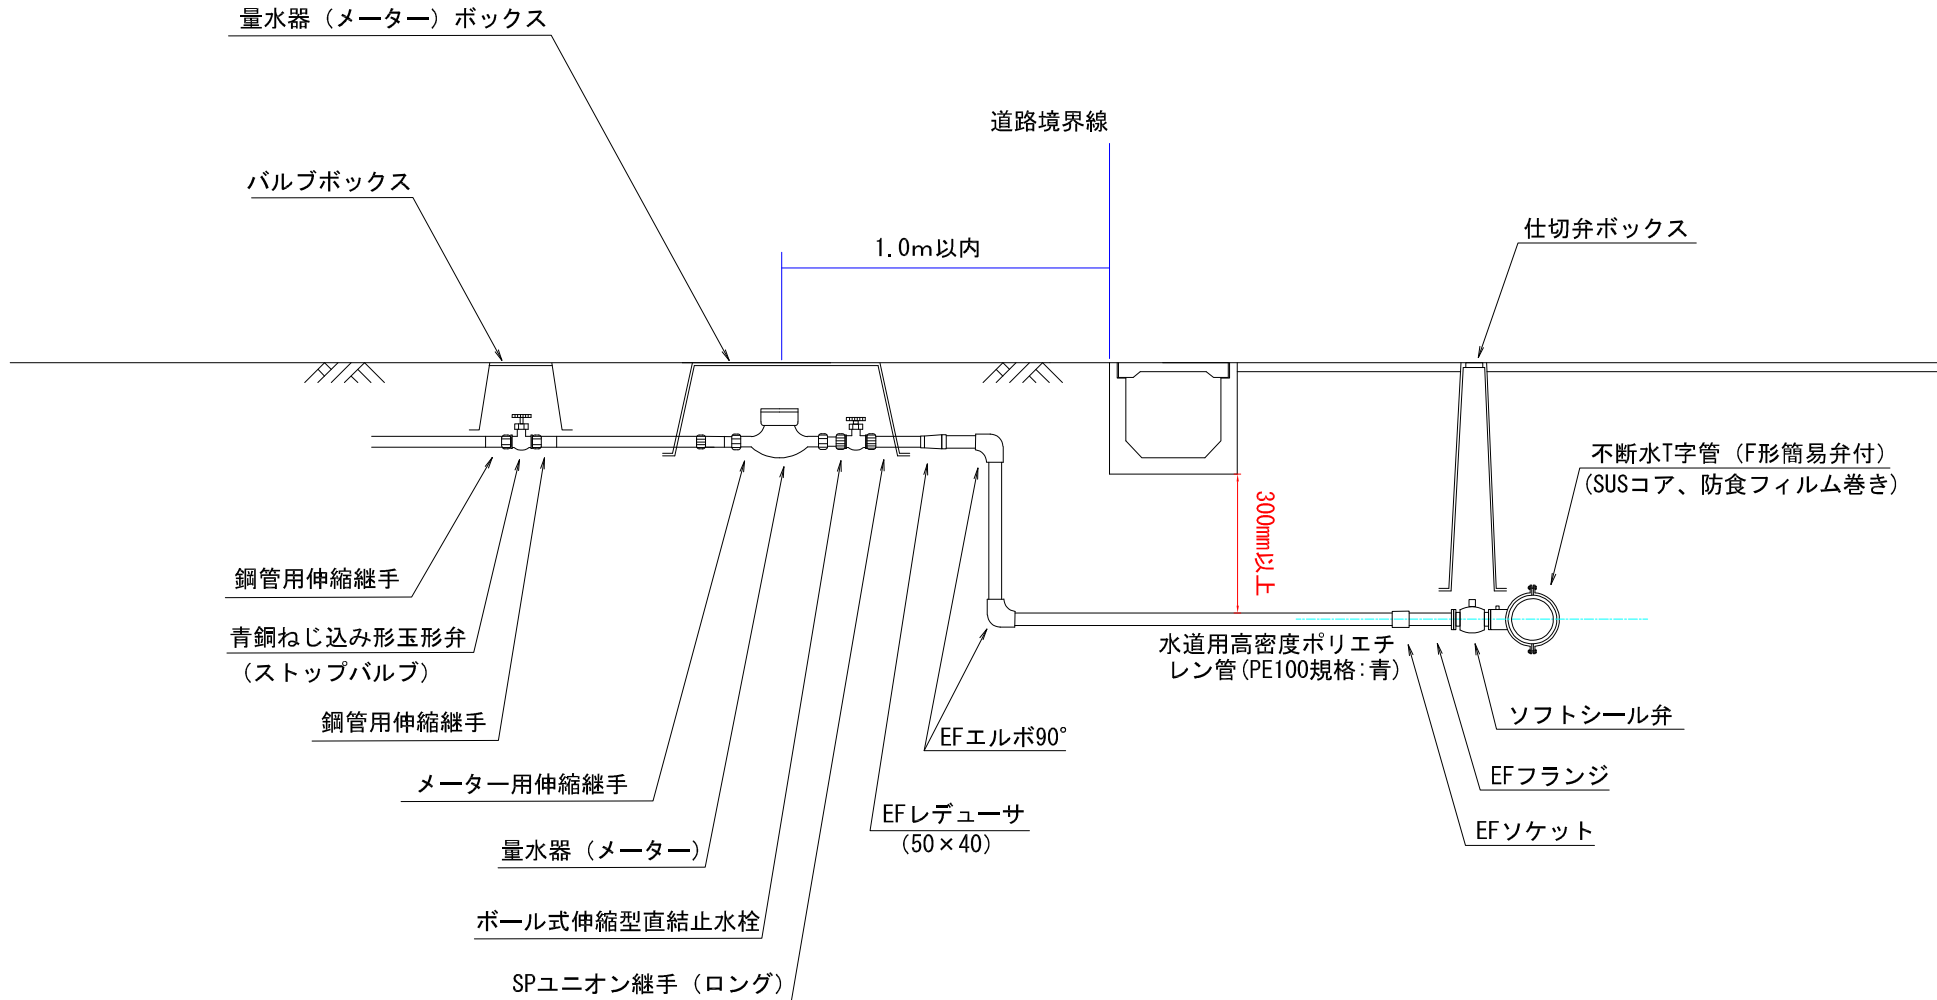 量水器（メーター）ボックス
道路境界線
バルブボックス
仕切弁ボックス
1.0m以内
不断水T字管（F形簡易弁付）
(SUSコア、防食フィルム巻き)
300mm以上
鋼管用伸縮継手
青銅ねじ込み形玉形弁
（ストップバルブ）
水道用高密度ポリエチ
レン管(PE100規格:青)
鋼管用伸縮継手
EFエルボ90°
ソフトシール弁
メーター用伸縮継手
EFフランジ
EFレデューサ
(50×40)
EFソケット
量水器（メーター）
ボール式伸縮型直結止水栓
SPユニオン継手（ロング）